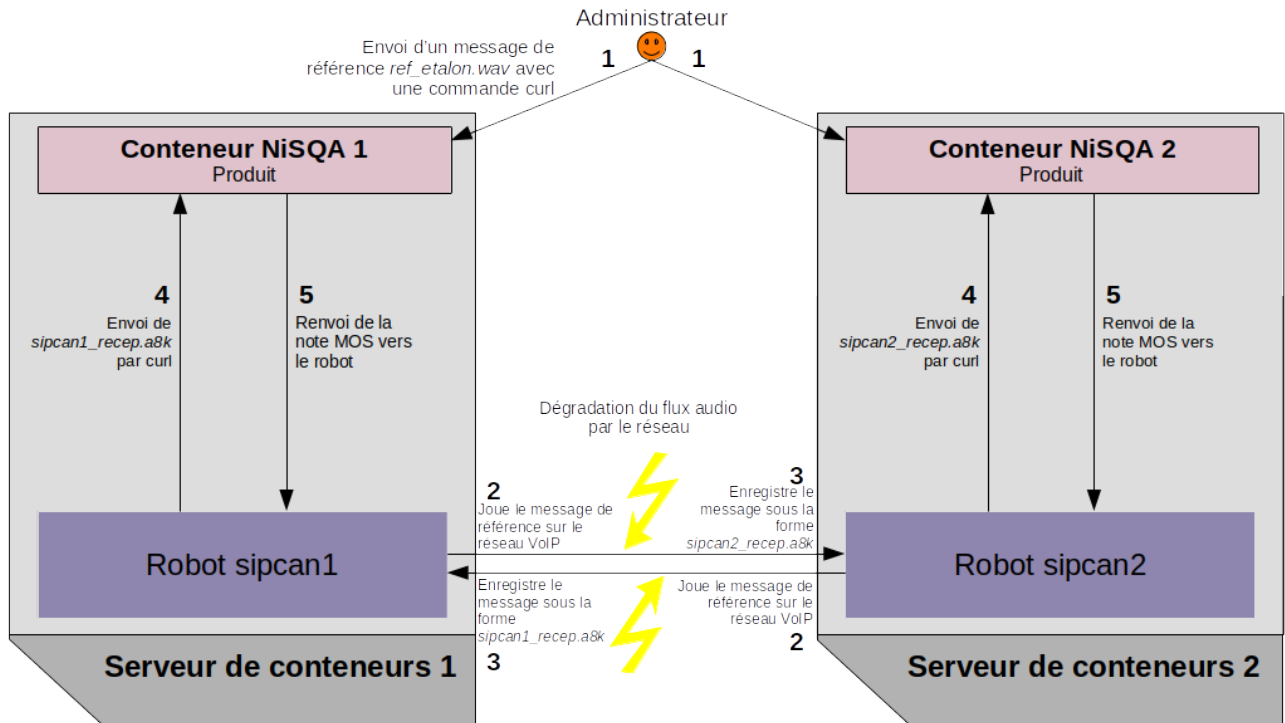 Administrateur
Envoi d'un message de
référence ref_etalon.wav avec
une commande curl
1
1
Conteneur NiSQA 1
Produit
Conteneur NiSQA 2
Produit
4
Envoi de
sipcan1_recep.a8k
par curl
5
Renvoi de la
note MOS vers
le robot
4
Envoi de
sipcan2_recep.a8k
par curl
5
Renvoi de la
note MOS vers
le robot
Dégradation du flux audio
par le réseau
2
Joue le message de
référence sur le
réseau VoIP
3
Enregistre le
message sous la
forme
sipcan2_recep.a8k
Robot sipcan1
Robot sipcan2
Enregistre le
message sous la
forme
sipcan1_recep.a8k
3
Joue le message de
référence sur le
réseau VoIP
2
Serveur de conteneurs 1
Serveur de conteneurs 2